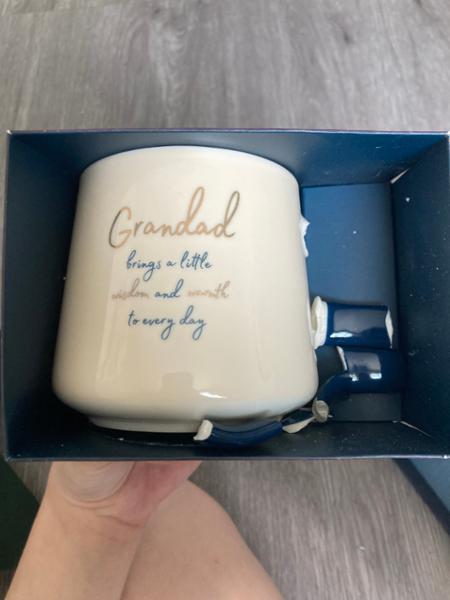 Grandad
brings a little
wisdom and warmth
to every day